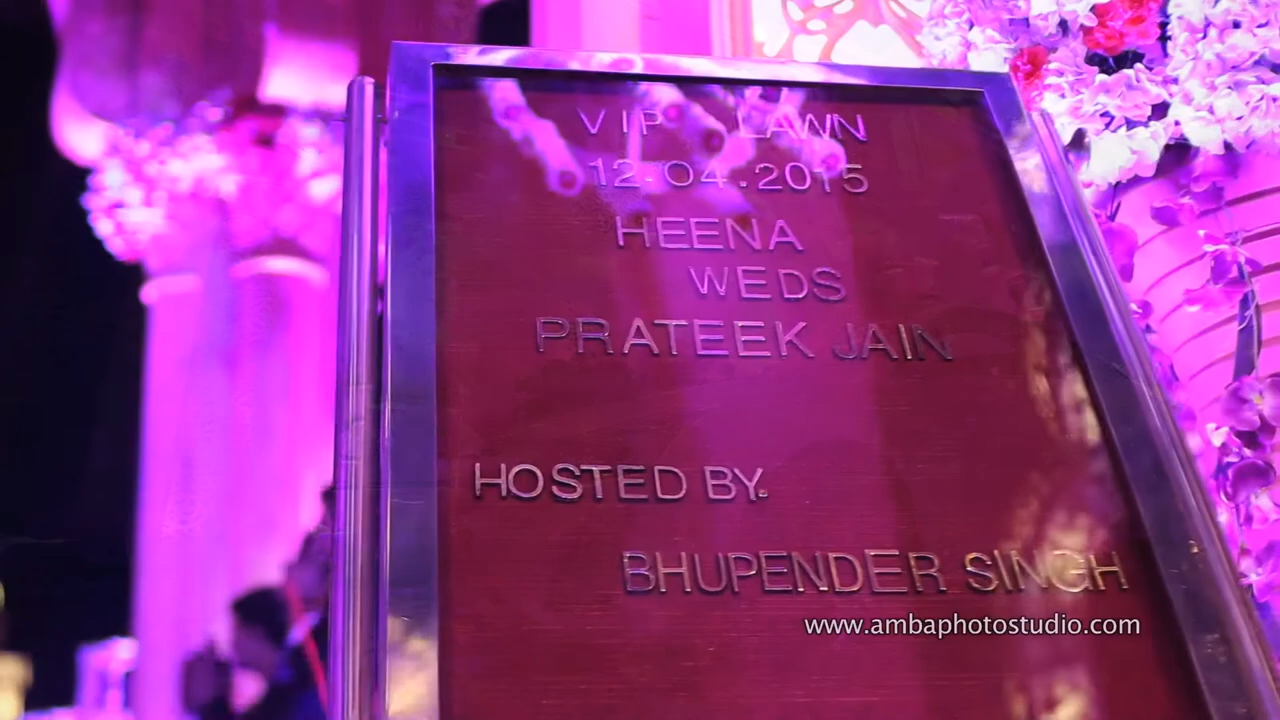 VIP LAWN
12.04.2015
HEENA
WEDS
PRATEEK JAIN
HOSTED BY.
BHUPENDER SINGH
www.ambaphotostudio.com